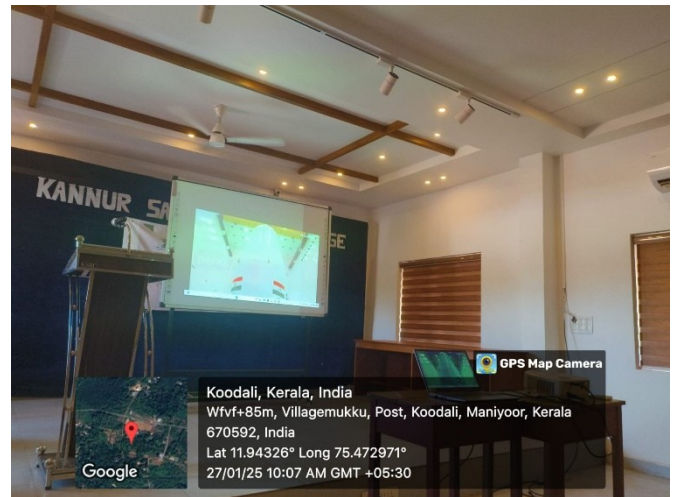 KANNUR SA
GE
GPS Map Camera
Koodali, Kerala, India
Wfvf+85m, Villagemukku, Post, Koodali, Maniyoor, Kerala
670592, India
Lat 11.94326° Long 75.472971°
27/01/25 10:07 AM GMT +05:30
Google